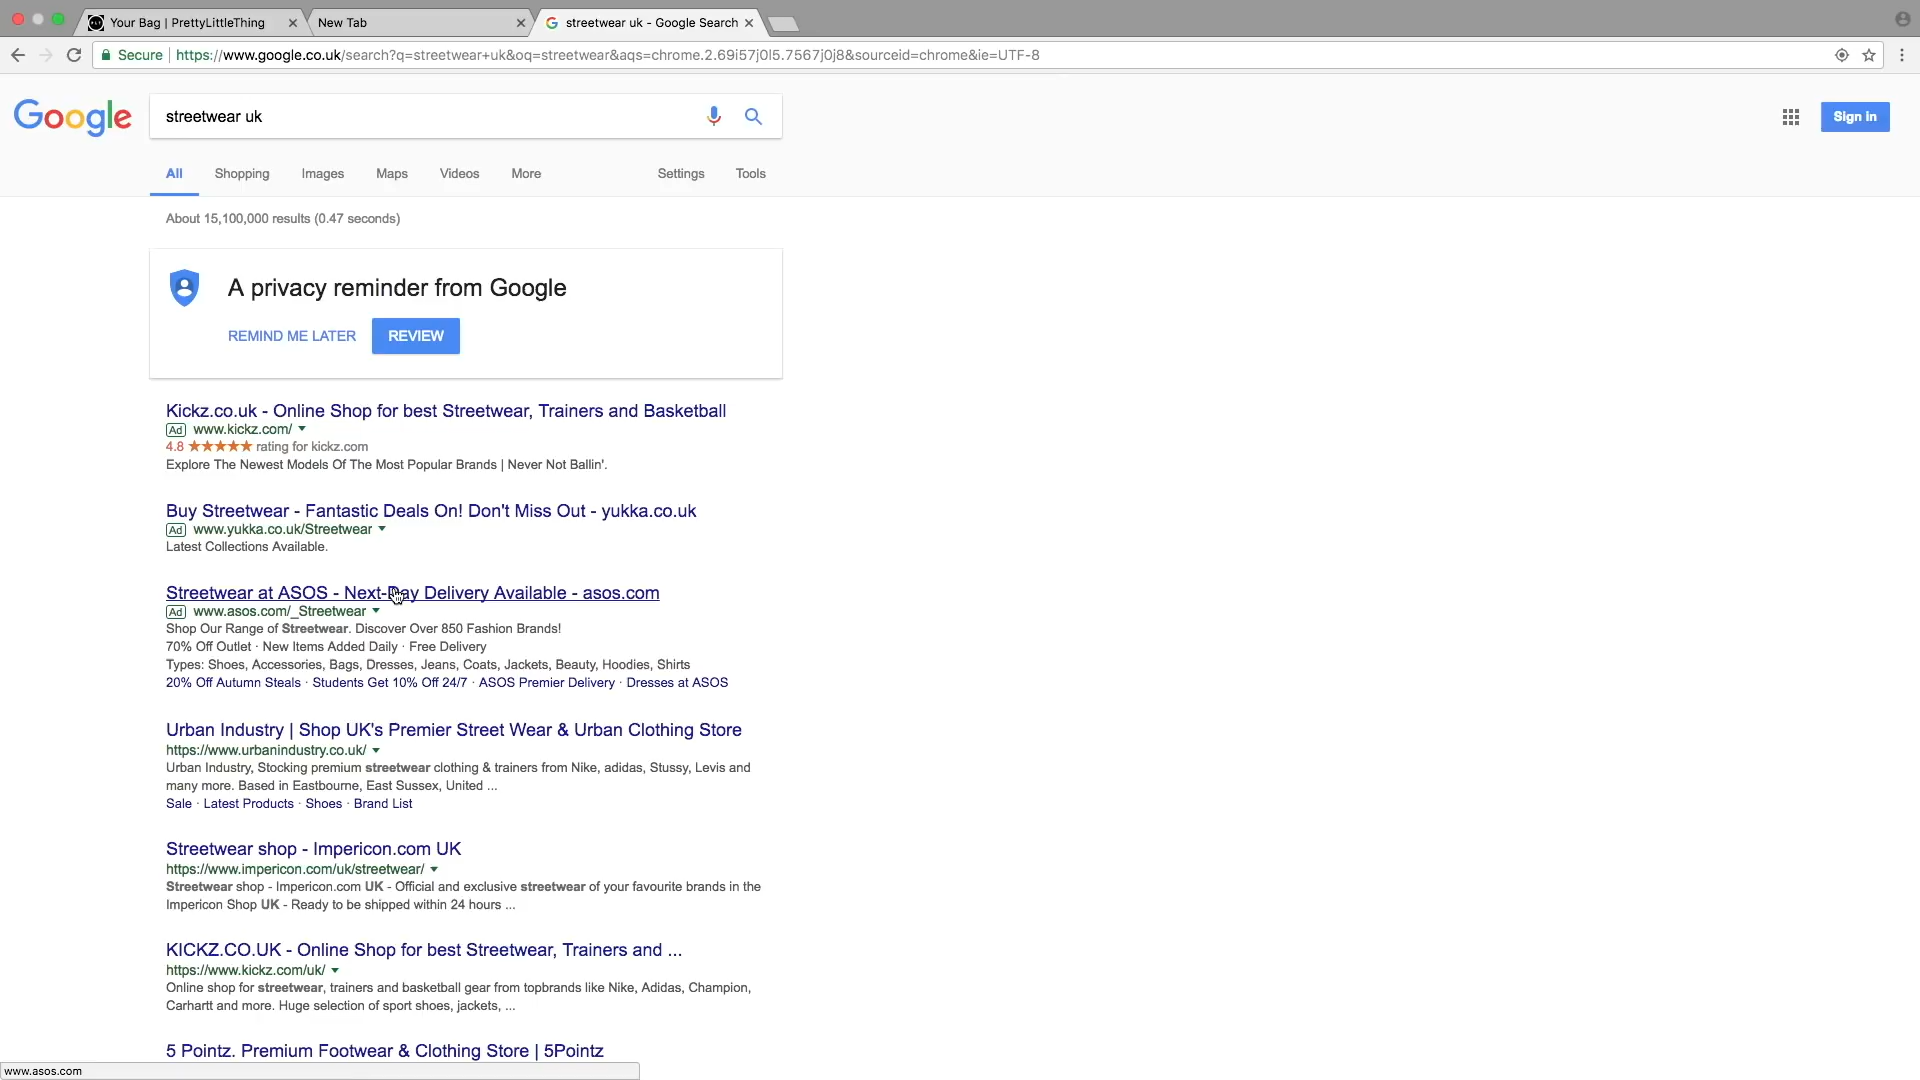 Your Bag | PrettyLittleThing
New Tab
streetwear uk - Google Search
Secure
https://www.google.co.uk/search?q=streetwear+uk&oq=streetwear&aqs=chrome.2.69i57j0l5.7567j0j8&sourceid=chrome&ie=UTF-8
Google
streetwear uk
Sign in
All
Shopping
Images
Maps
Videos
More
Settings
Tools
About 15,100,000 results (0.47 seconds)
A privacy reminder from Google
REMIND ME LATER
REVIEW
Kickz.co.uk - Online Shop for best Streetwear, Trainers and Basketball
Ad www.kickz.com/
4.8 ★★★★★ rating for kickz.com
Explore The Newest Models Of The Most Popular Brands | Never Not Ballin'.
Buy Streetwear - Fantastic Deals On! Don't Miss Out - yukka.co.uk
Ad www.yukka.co.uk/Streetwear
Latest Collections Available.
Streetwear at ASOS - Next-Day Delivery Available - asos.com
Ad www.asos.com/_Streetwear
Shop Our Range of Streetwear. Discover Over 850 Fashion Brands!
70% Off Outlet · New Items Added Daily · Free Delivery
Types: Shoes, Accessories, Bags, Dresses, Jeans, Coats, Jackets, Beauty, Hoodies, Shirts
20% Off Autumn Steals · Students Get 10% Off 24/7 · ASOS Premier Delivery · Dresses at ASOS
Urban Industry | Shop UK's Premier Street Wear & Urban Clothing Store
https://www.urbanindustry.co.uk/
Urban Industry, Stocking premium streetwear clothing & trainers from Nike, adidas, Stussy, Levis and
many more. Based in Eastbourne, East Sussex, United ...
Sale · Latest Products · Shoes · Brand List
Streetwear shop - Impericon.com UK
https://www.impericon.com/uk/streetwear/
Streetwear shop - Impericon.com UK - Official and exclusive streetwear of your favourite brands in the
Impericon Shop UK - Ready to be shipped within 24 hours ...
KICKZ.CO.UK - Online Shop for best Streetwear, Trainers and ...
https://www.kickz.com/uk/
Online shop for streetwear, trainers and basketball gear from topbrands like Nike, Adidas, Champion,
Carhartt and more. Huge selection of sport shoes, jackets, ...
5 Pointz. Premium Footwear & Clothing Store | 5Pointz
www.asos.com